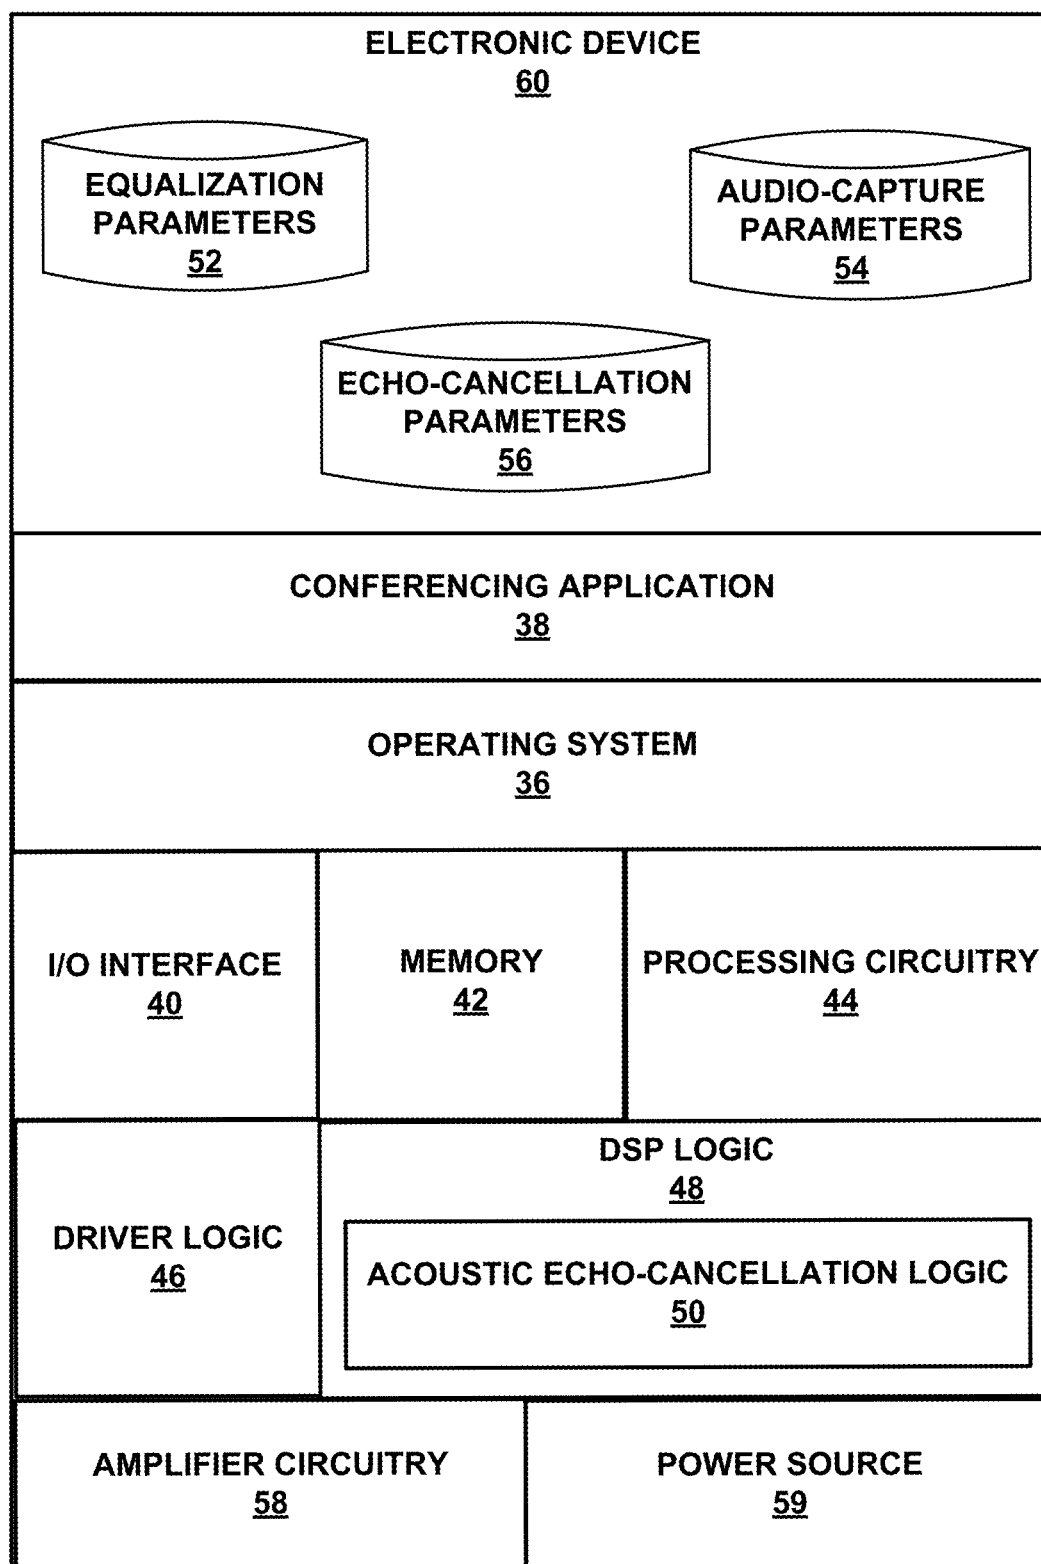 ELECTRONIC DEVICE
60
EQUALIZATION
PARAMETERS
52
AUDIO-CAPTURE
PARAMETERS
54
ECHO-CANCELLATION
PARAMETERS
56
CONFERENCING APPLICATION
38
OPERATING SYSTEM
36
I/O INTERFACE
40
MEMORY
42
PROCESSING CIRCUITRY
44
DRIVER LOGIC
46
DSP LOGIC
48
ACOUSTIC ECHO-CANCELLATION LOGIC
50
AMPLIFIER CIRCUITRY
58
POWER SOURCE
59